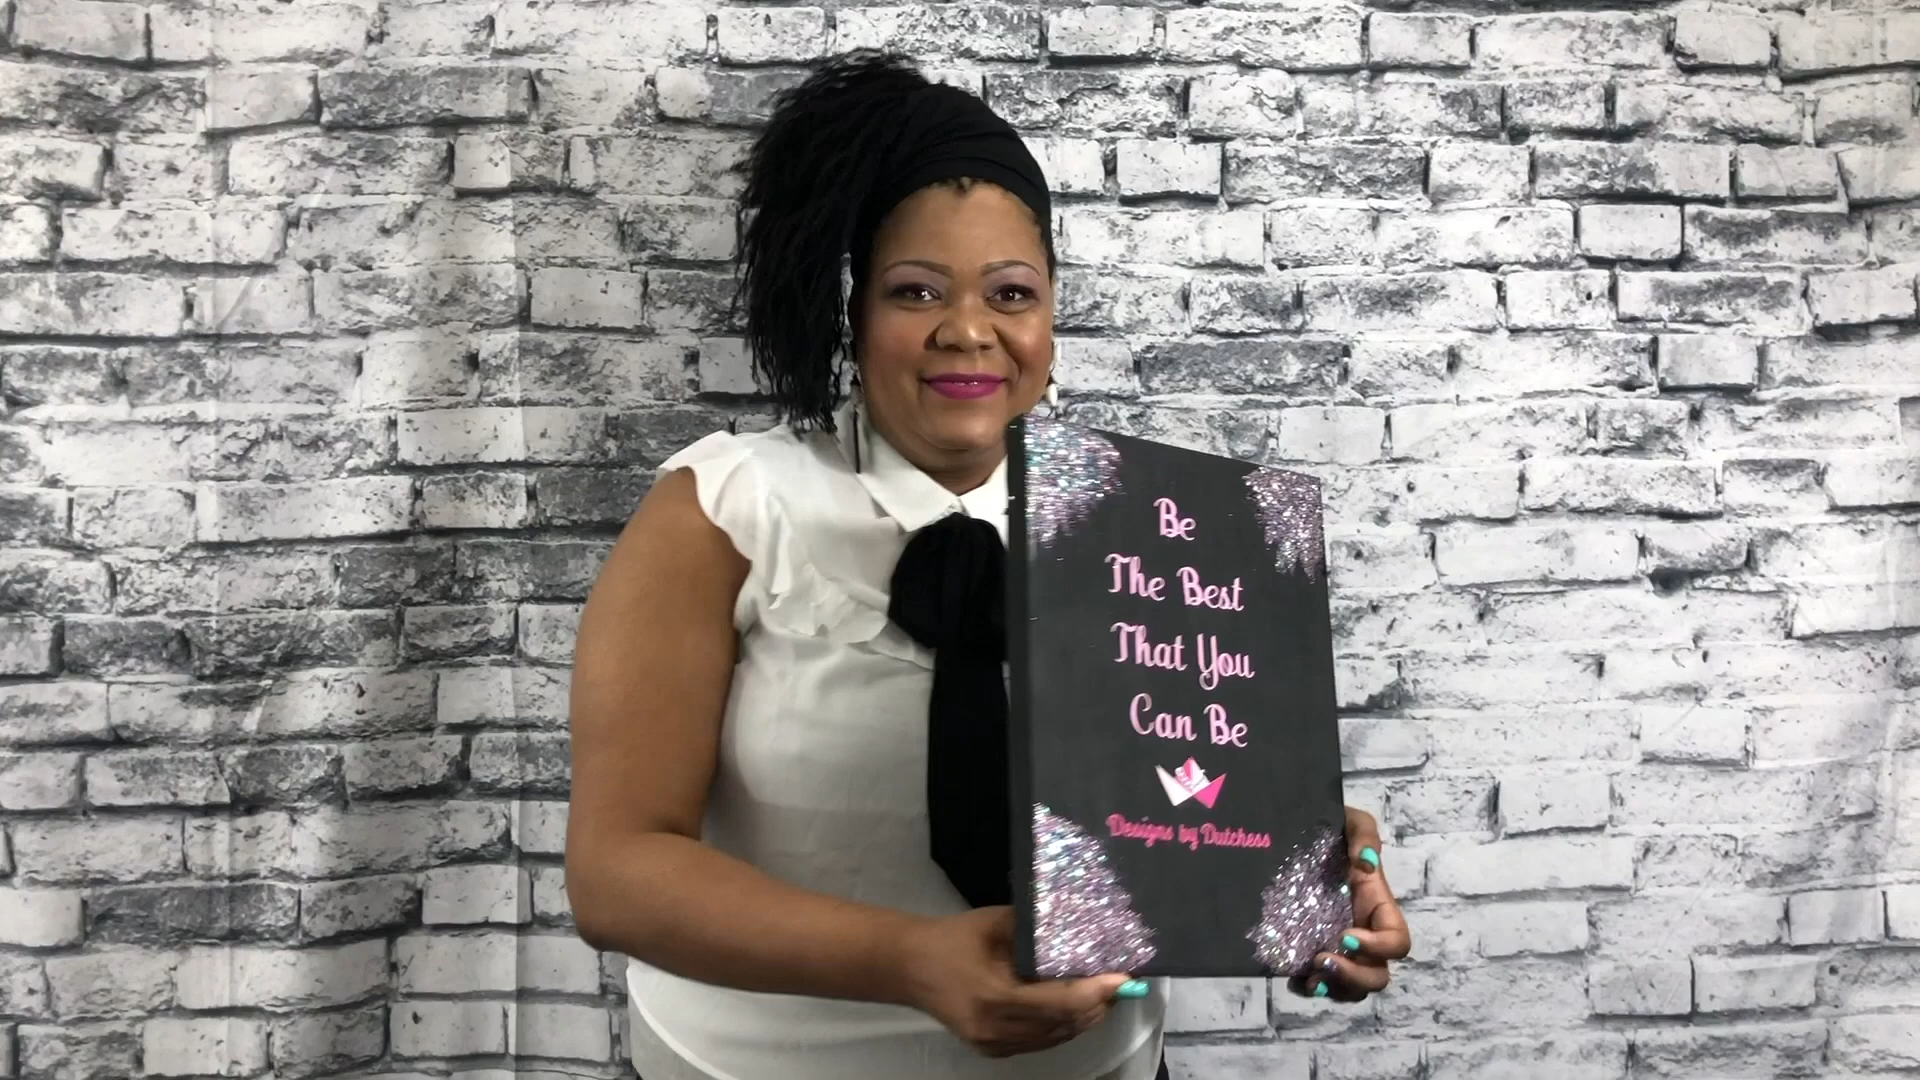 Be
The Best
That You
Can Be
Designs by Dutchess